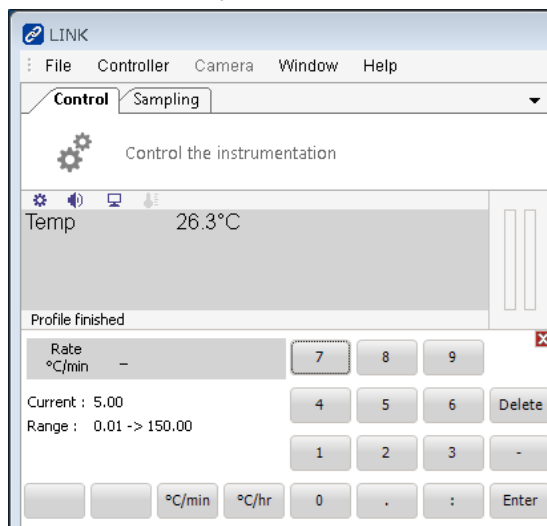 LINK
File Controller Camera Window Help
Control Sampling
Control the instrumentation
Temp 26.3°C
Profile finished
Rate
°C/min –
7 8 9
Current : 5.00
4 5 6 Delete
Range : 0.01 -> 150.00
1 2 3 -
°C/min °C/hr 0 . : Enter